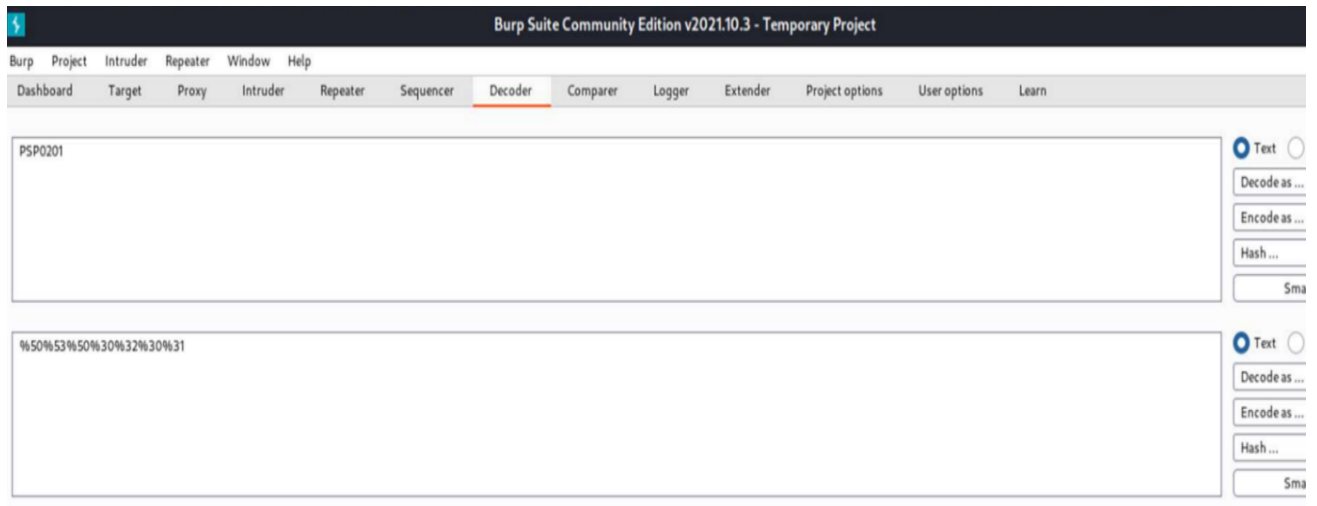 Burp Suite Community Edition v2021.10.3 - Temporary Project
Burp Project Intruder Repeater Window Help
Dashboard Target Proxy Intruder Repeater Sequencer Decoder Comparer Logger Extender Project options User options Learn
PSP0201
Text
Decode as ...
Encode as ...
Hash ...
Sma
%50%53%50%30%32%30%31
Text
Decode as ...
Encode as ...
Hash ...
Sma